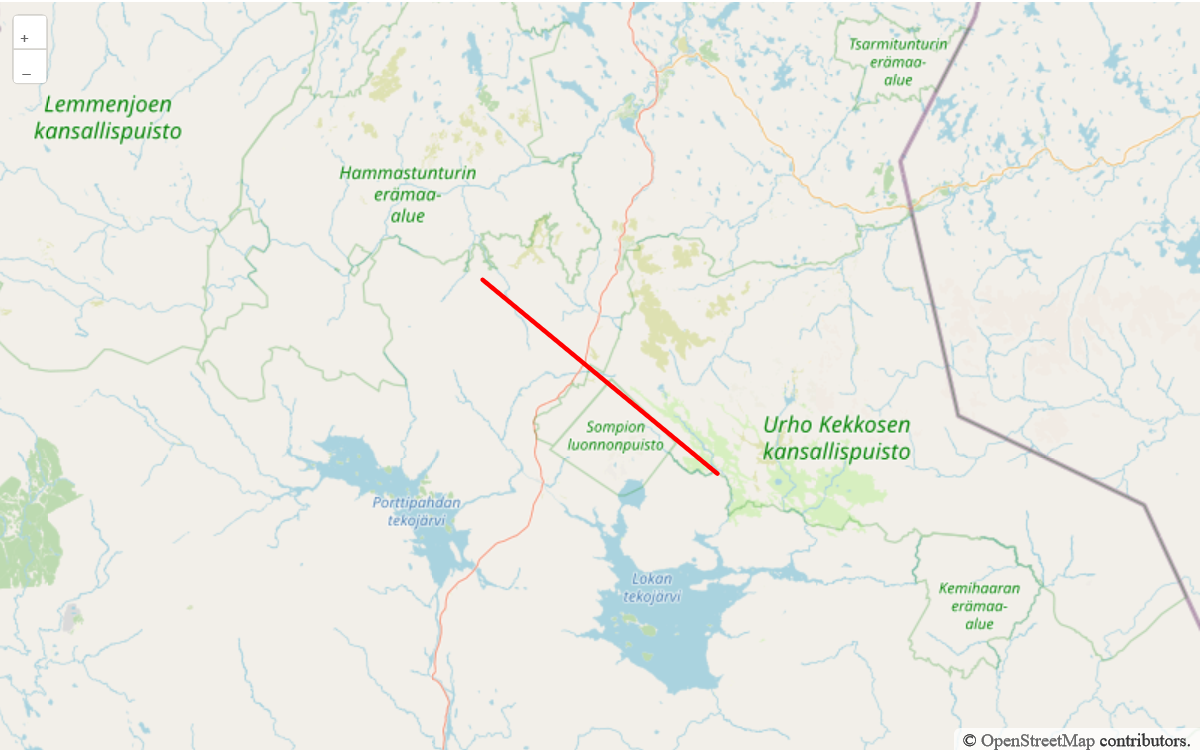 +
–
Tsarmitunturin
erämaa-
alue
Lemmenjoen
kansallispuisto
Hammastunturin
erämaa-
alue
Sompion
luonnonpuisto
Urho Kekkosen
kansallispuisto
Porttipahdan
tekojärvi
Lokan
tekojärvi
Kemihaaran
erämaa-
alue
© OpenStreetMap contributors.